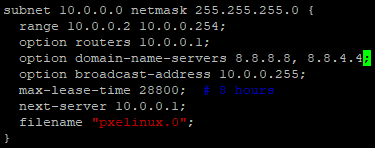 subnet 10.0.0.0 netmask 255.255.255.0 {
range 10.0.0.2 10.0.0.254;
option routers 10.0.0.1;
option domain-name-servers 8.8.8.8, 8.8.4.4;
option broadcast-address 10.0.0.255;
max-lease-time 28800; # 8 hours
next-server 10.0.0.1;
filename "pxelinux.0";
}